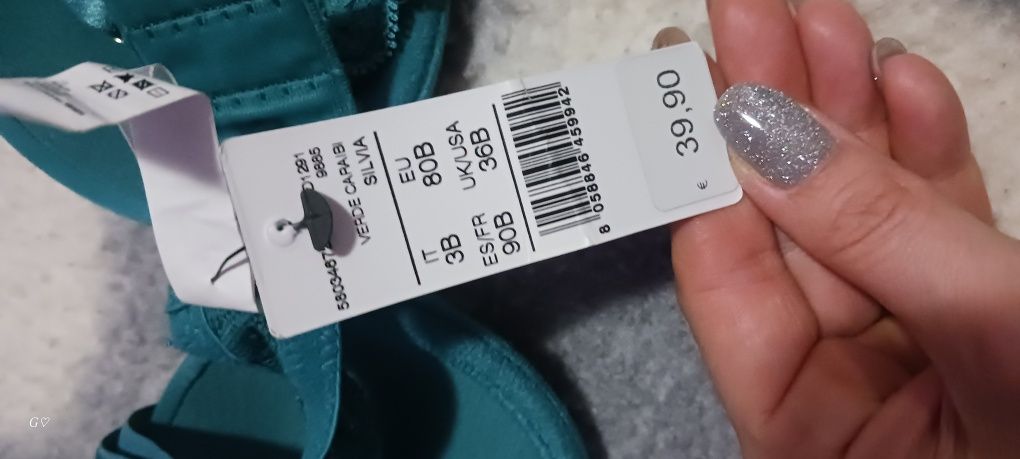 9885
VERDE CARAIBI
SILVIA
IT
3B
EU
80B
ES/FR
90B
UK/USA
36B
8 058846 459942
€ 39,90
G♡